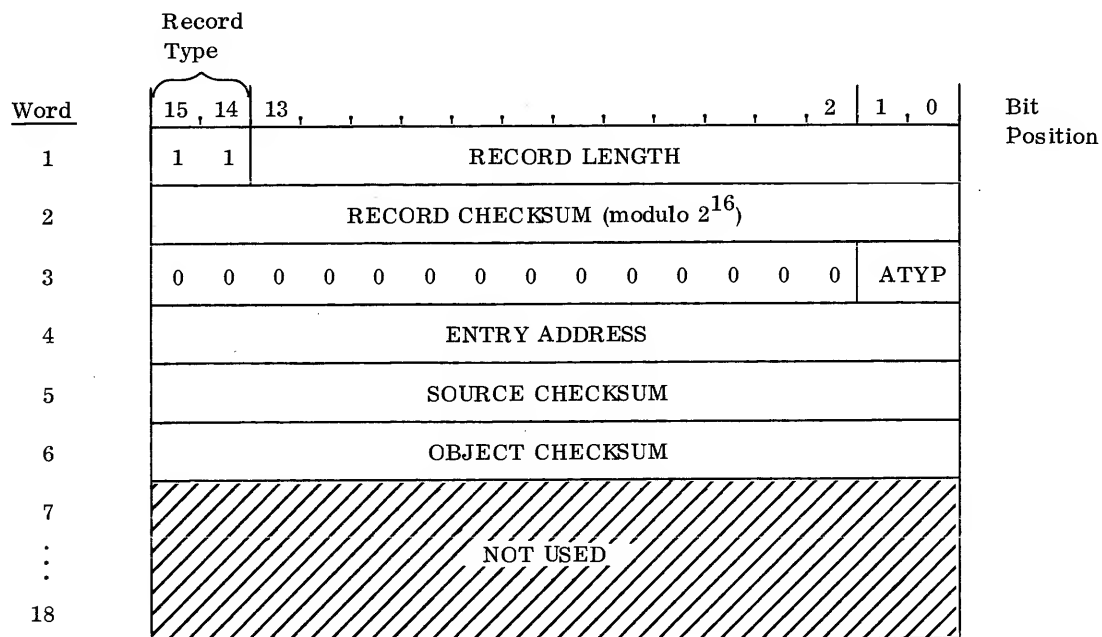 Record
Type
Word 15 14 13 2 1 0 Bit
Position
1 1 1 RECORD LENGTH
2 RECORD CHECKSUM (modulo 2^16)
3 0 0 0 0 0 0 0 0 0 0 0 0 0 0 ATYP
4 ENTRY ADDRESS
5 SOURCE CHECKSUM
6 OBJECT CHECKSUM
7
⋮ NOT USED
18